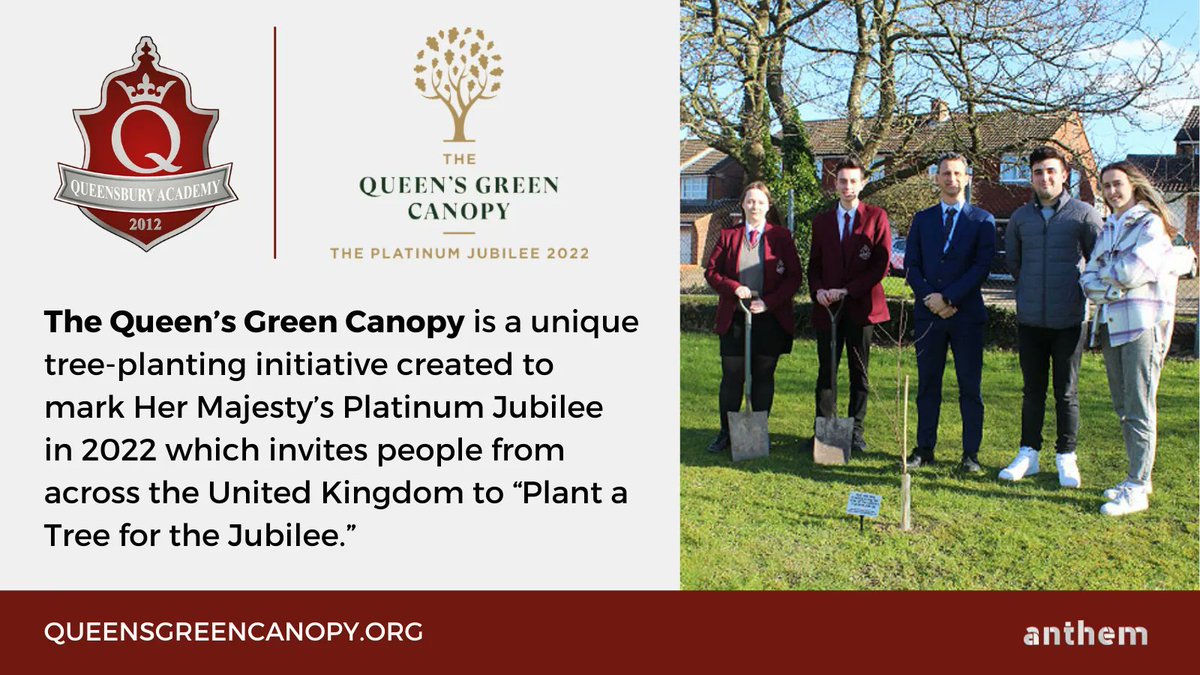 Q
QUEENSBURY ACADEMY
2012
THE
QUEEN'S GREEN
CANOPY
THE PLATINUM JUBILEE 2022
The Queen’s Green Canopy is a unique
tree-planting initiative created to
mark Her Majesty’s Platinum Jubilee
in 2022 which invites people from
across the United Kingdom to “Plant a
Tree for the Jubilee.”
QUEENSGREENCANOPY.ORG
anthem